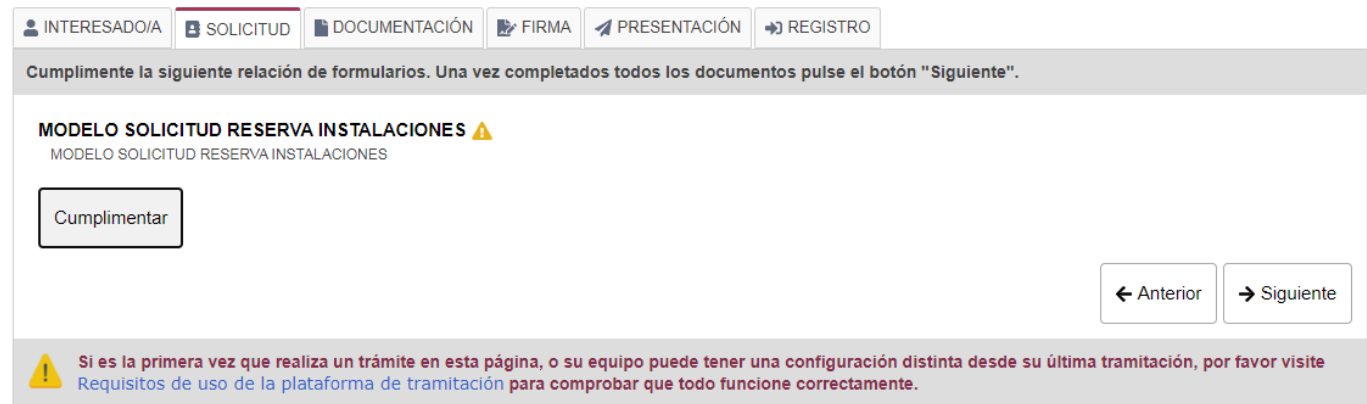 INTERESADO/A SOLICITUD DOCUMENTACIÓN FIRMA PRESENTACIÓN REGISTRO
Cumplimente la siguiente relación de formularios. Una vez completados todos los documentos pulse el botón "Siguiente".
MODELO SOLICITUD RESERVA INSTALACIONES
MODELO SOLICITUD RESERVA INSTALACIONES
Cumplimentar
Anterior Siguiente
Si es la primera vez que realiza un trámite en esta página, o su equipo puede tener una configuración distinta desde su última tramitación, por favor visite
Requisitos de uso de la plataforma de tramitación para comprobar que todo funcione correctamente.